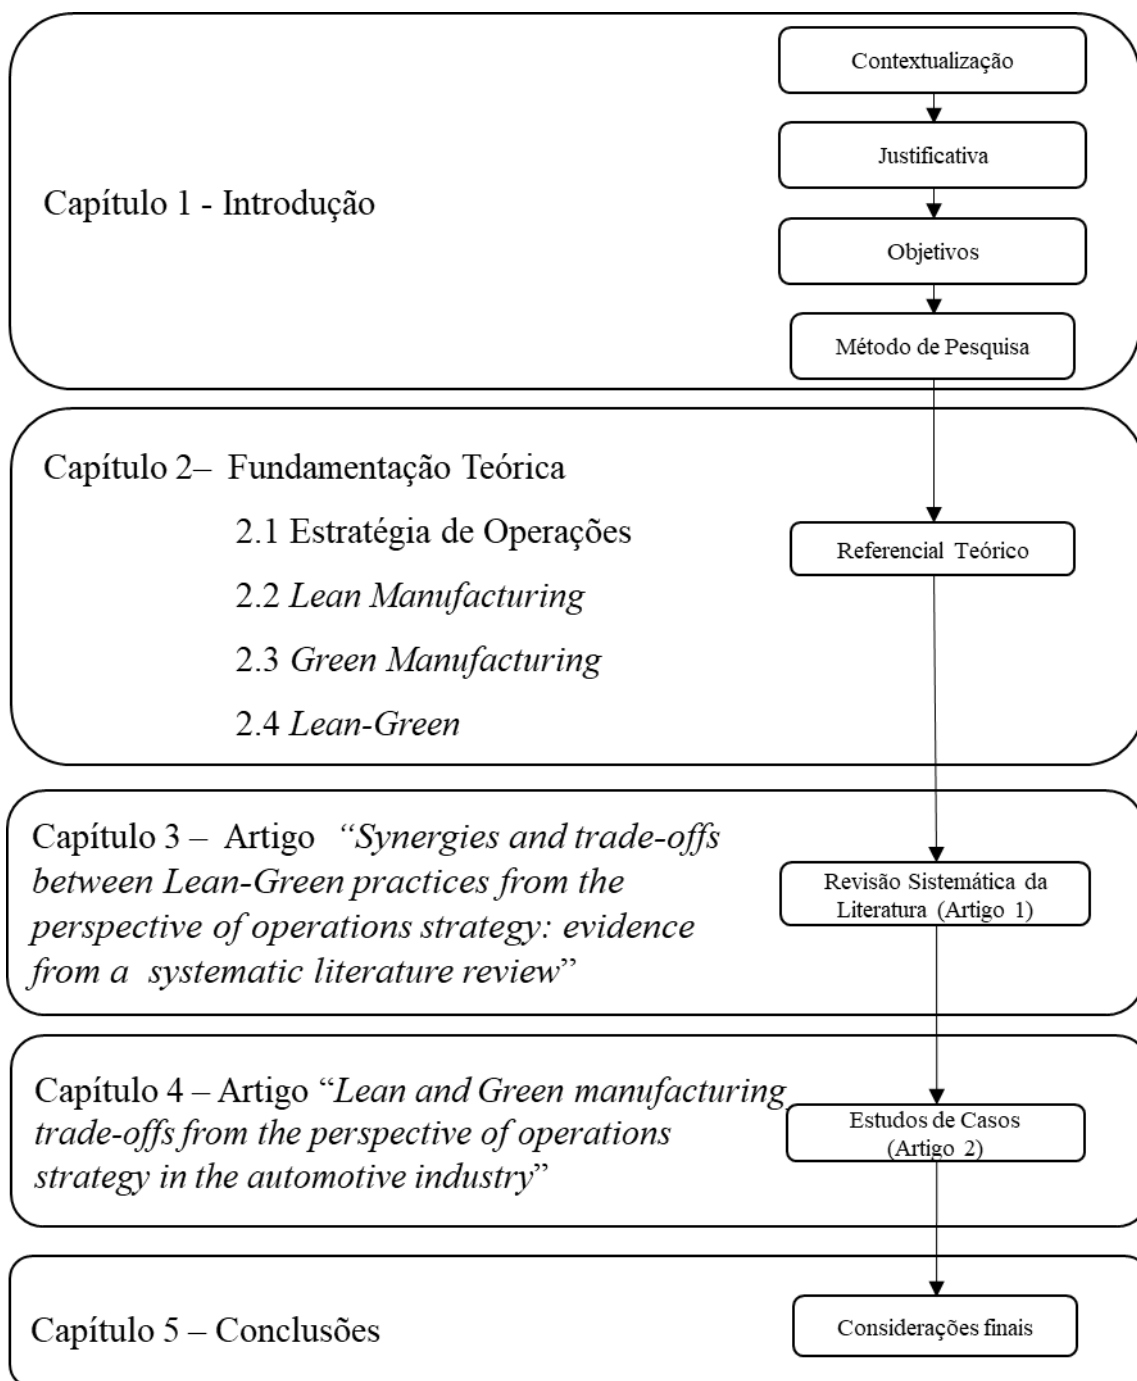 Contextualização
Justificativa
Capítulo 1 - Introdução
Objetivos
Método de Pesquisa
Capítulo 2– Fundamentação Teórica
2.1 Estratégia de Operações
2.2 Lean Manufacturing
2.3 Green Manufacturing
2.4 Lean-Green
Referencial Teórico
Capítulo 3 – Artigo “Synergies and trade-offs
between Lean-Green practices from the
perspective of operations strategy: evidence
from a systematic literature review”
Revisão Sistemática da
Literatura (Artigo 1)
Capítulo 4 – Artigo “Lean and Green manufacturing
trade-offs from the perspective of operations
strategy in the automotive industry”
Estudos de Casos
(Artigo 2)
Capítulo 5 – Conclusões
Considerações finais